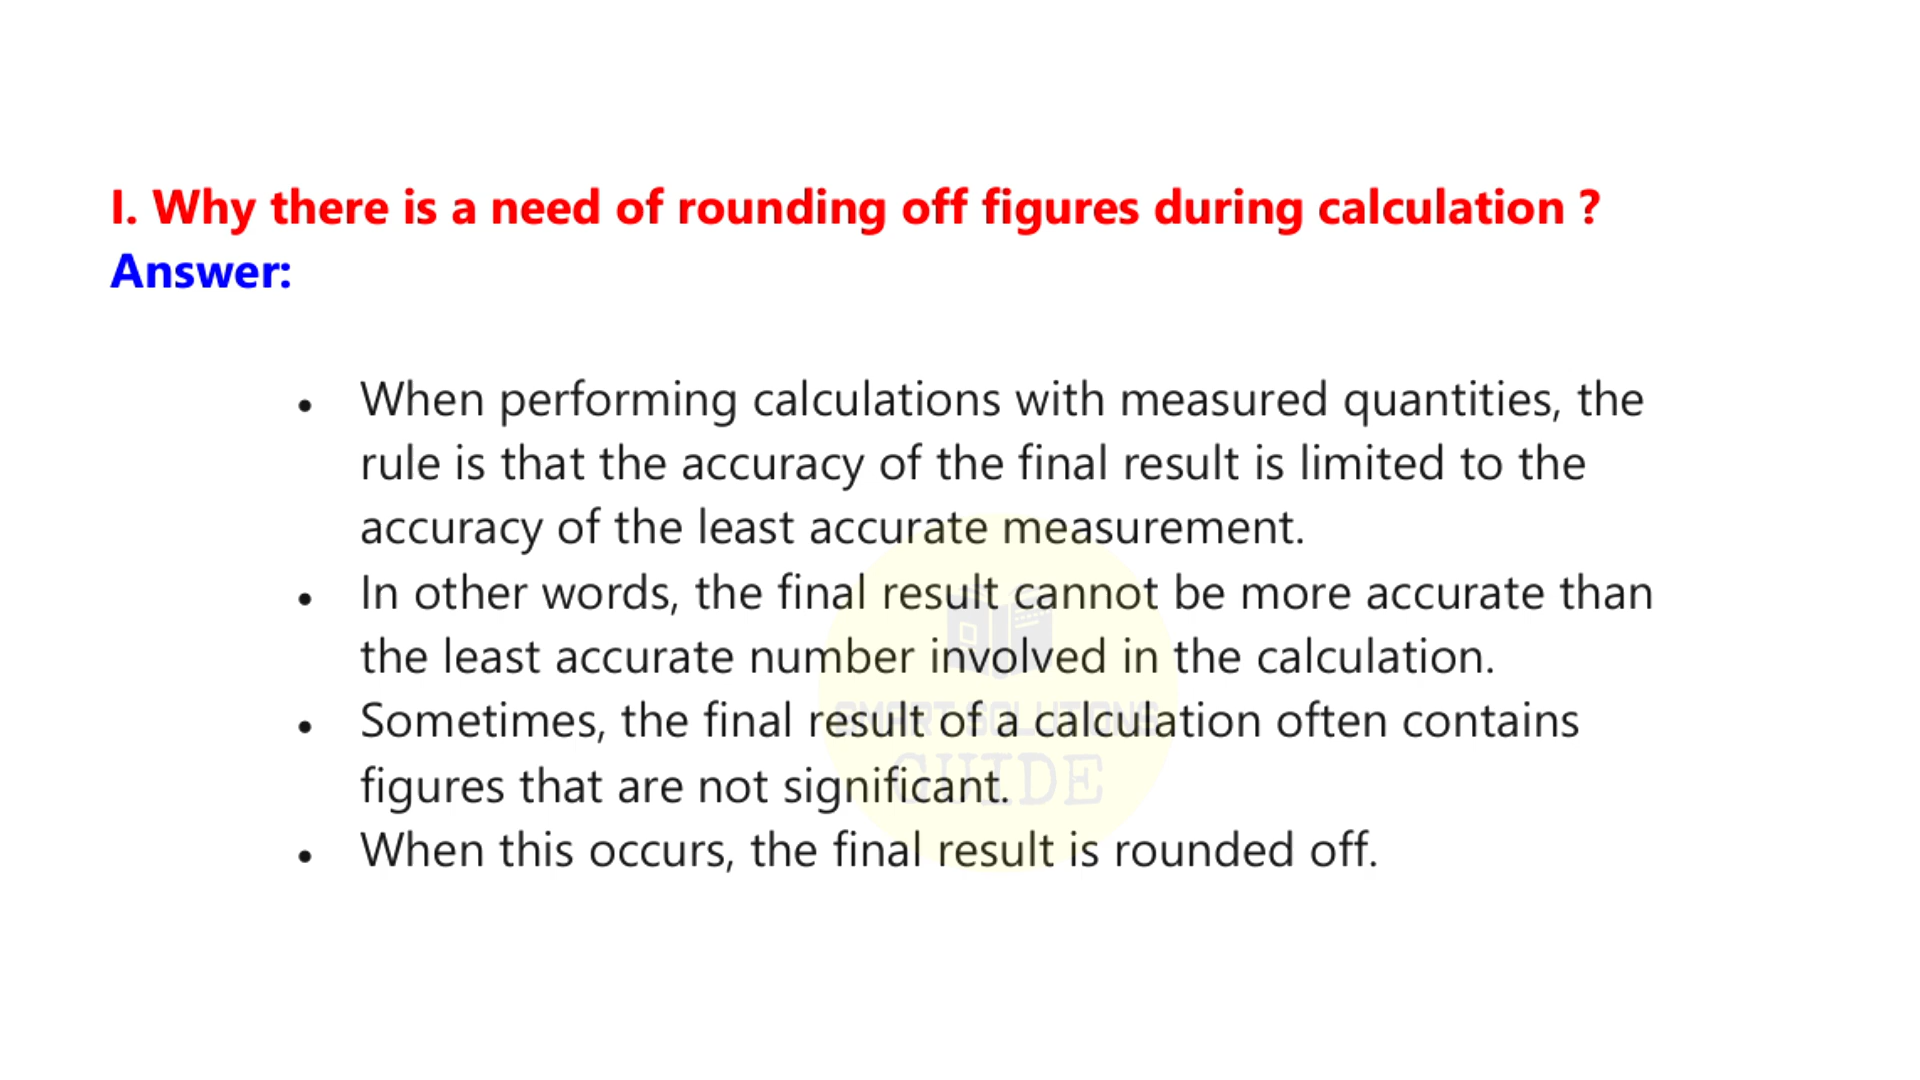 I. Why there is a need of rounding off figures during calculation ?
Answer:
• When performing calculations with measured quantities, the
rule is that the accuracy of the final result is limited to the
accuracy of the least accurate measurement.
• In other words, the final result cannot be more accurate than
the least accurate number involved in the calculation.
• Sometimes, the final result of a calculation often contains
SMART SOLUTIONS
figures that are not significant.
GUIDE
• When this occurs, the final result is rounded off.